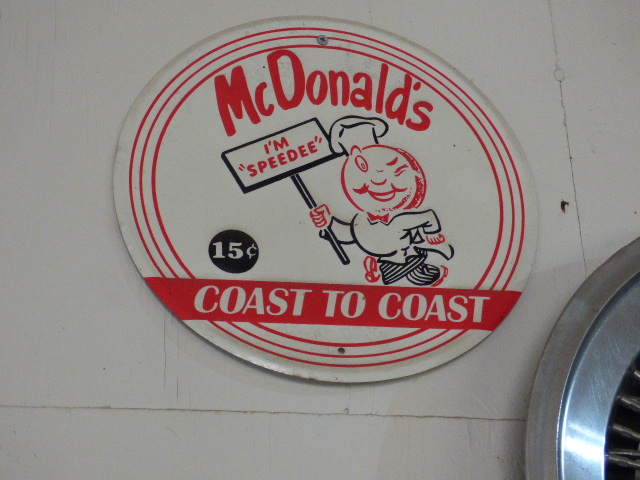 McDonald's
I'M
"SPEEDEE"
15¢
COAST TO COAST